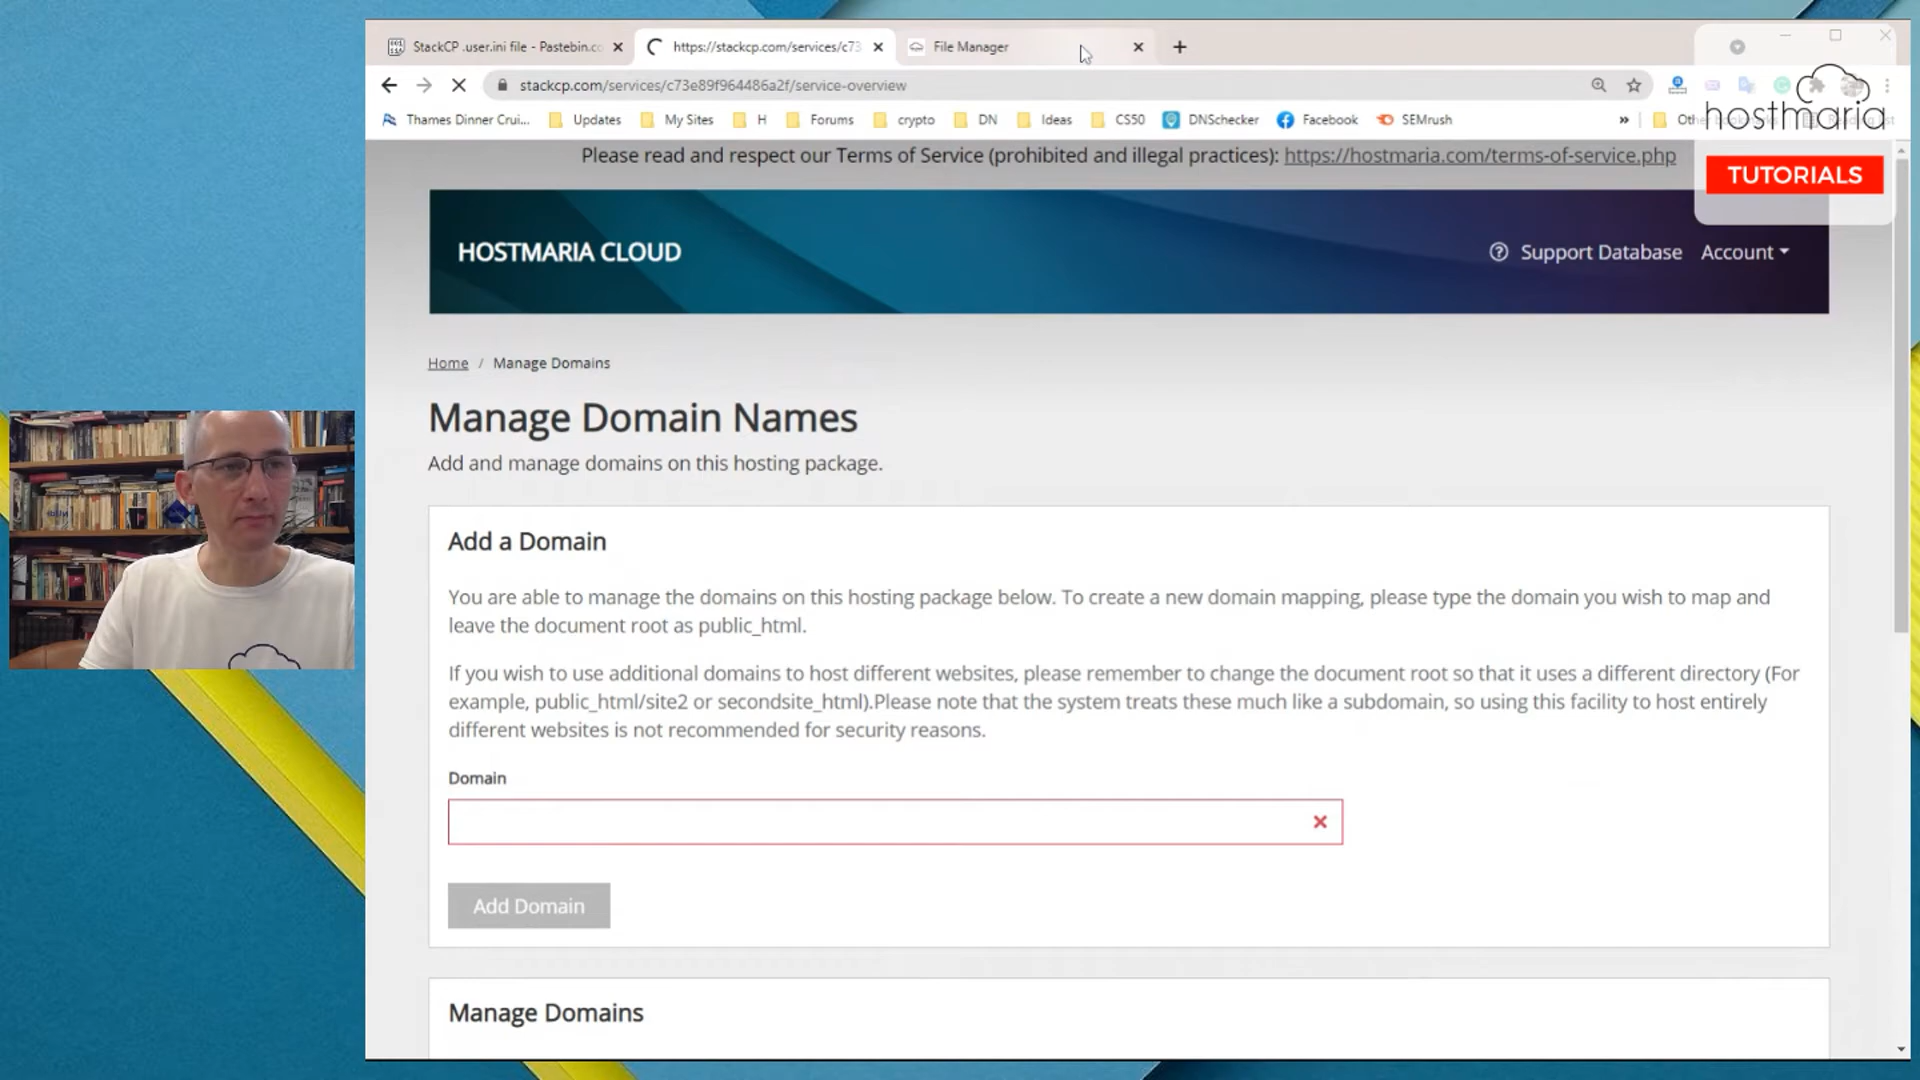 StackCP .user.ini file - Pastebin.co
https://stackcp.com/services/c73
File Manager
stackcp.com/services/c73e89f964486a2f/service-overview
hostmaria
Thames Dinner Crui...
Updates
My Sites
H
Forums
crypto
DN
Ideas
CS50
DNSchecker
Facebook
SEMrush
»
TUTORIALS
Please read and respect our Terms of Service (prohibited and illegal practices): https://hostmaria.com/terms-of-service.php
HOSTMARIA CLOUD
Support Database
Account
Home / Manage Domains
Manage Domain Names
Add and manage domains on this hosting package.
Add a Domain
You are able to manage the domains on this hosting package below. To create a new domain mapping, please type the domain you wish to map and
leave the document root as public_html.
If you wish to use additional domains to host different websites, please remember to change the document root so that it uses a different directory (For
example, public_html/site2 or secondsite_html).Please note that the system treats these much like a subdomain, so using this facility to host entirely
different websites is not recommended for security reasons.
Domain
Add Domain
Manage Domains